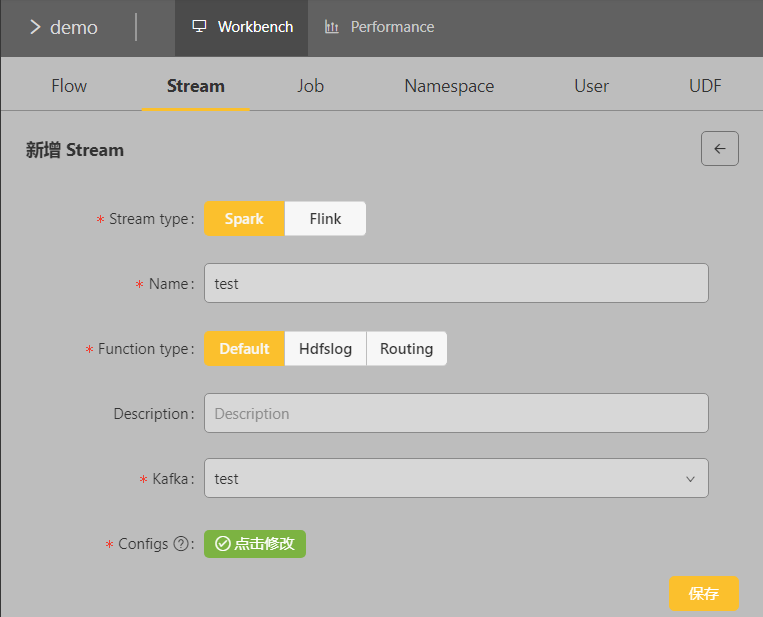 demo Workbench Performance
Flow Stream Job Namespace User UDF
新增 Stream
* Stream type: Spark Flink
* Name: test
* Function type: Default Hdfslog Routing
Description: Description
* Kafka: test
* Configs ?: 点击修改
保存